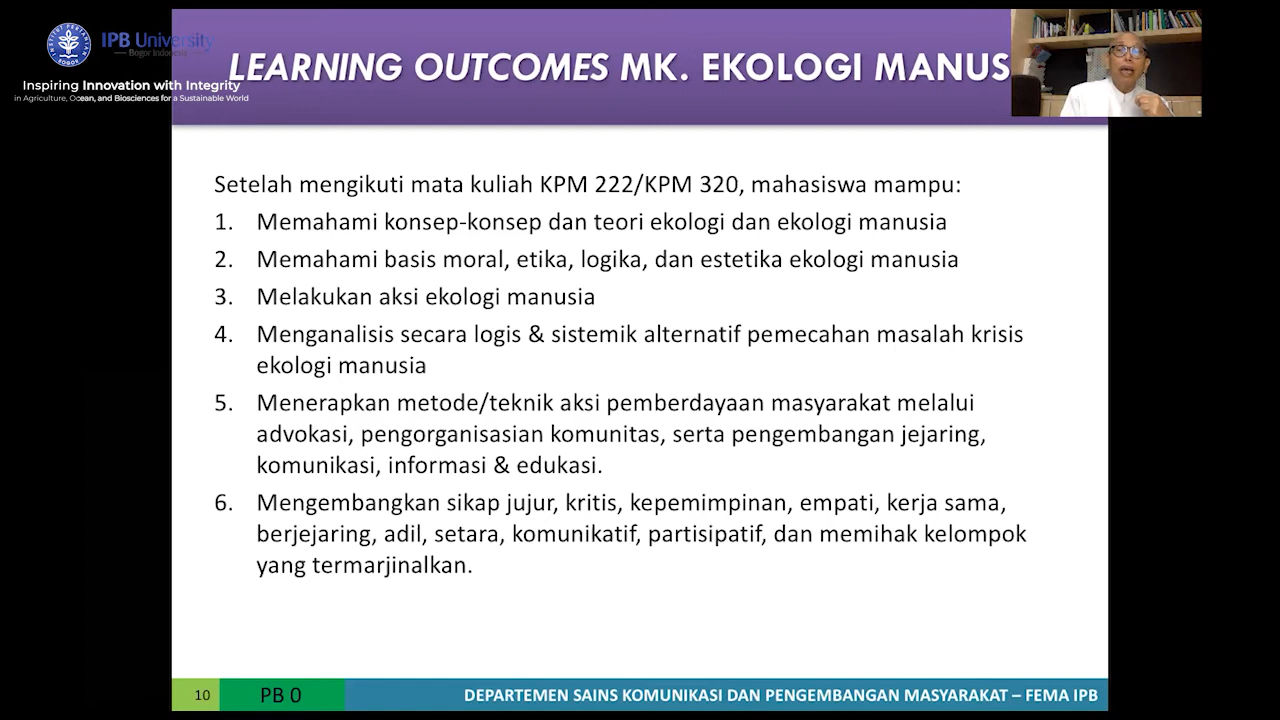 IPB University
Bogor Indonesia
Inspiring Innovation with Integrity
in Agriculture, Ocean, and Biosciences for a Sustainable World
INSTITUT PERTANIAN
BOGOR
LEARNING OUTCOMES MK. EKOLOGI MANUS
Setelah mengikuti mata kuliah KPM 222/KPM 320, mahasiswa mampu:
1. Memahami konsep-konsep dan teori ekologi dan ekologi manusia
2. Memahami basis moral, etika, logika, dan estetika ekologi manusia
3. Melakukan aksi ekologi manusia
4. Menganalisis secara logis & sistemik alternatif pemecahan masalah krisis
ekologi manusia
5. Menerapkan metode/teknik aksi pemberdayaan masyarakat melalui
advokasi, pengorganisasian komunitas, serta pengembangan jejaring,
komunikasi, informasi & edukasi.
6. Mengembangkan sikap jujur, kritis, kepemimpinan, empati, kerja sama,
berjejaring, adil, setara, komunikatif, partisipatif, dan memihak kelompok
yang termarjinalkan.
10
PB 0
DEPARTEMEN SAINS KOMUNIKASI DAN PENGEMBANGAN MASYARAKAT – FEMA IPB